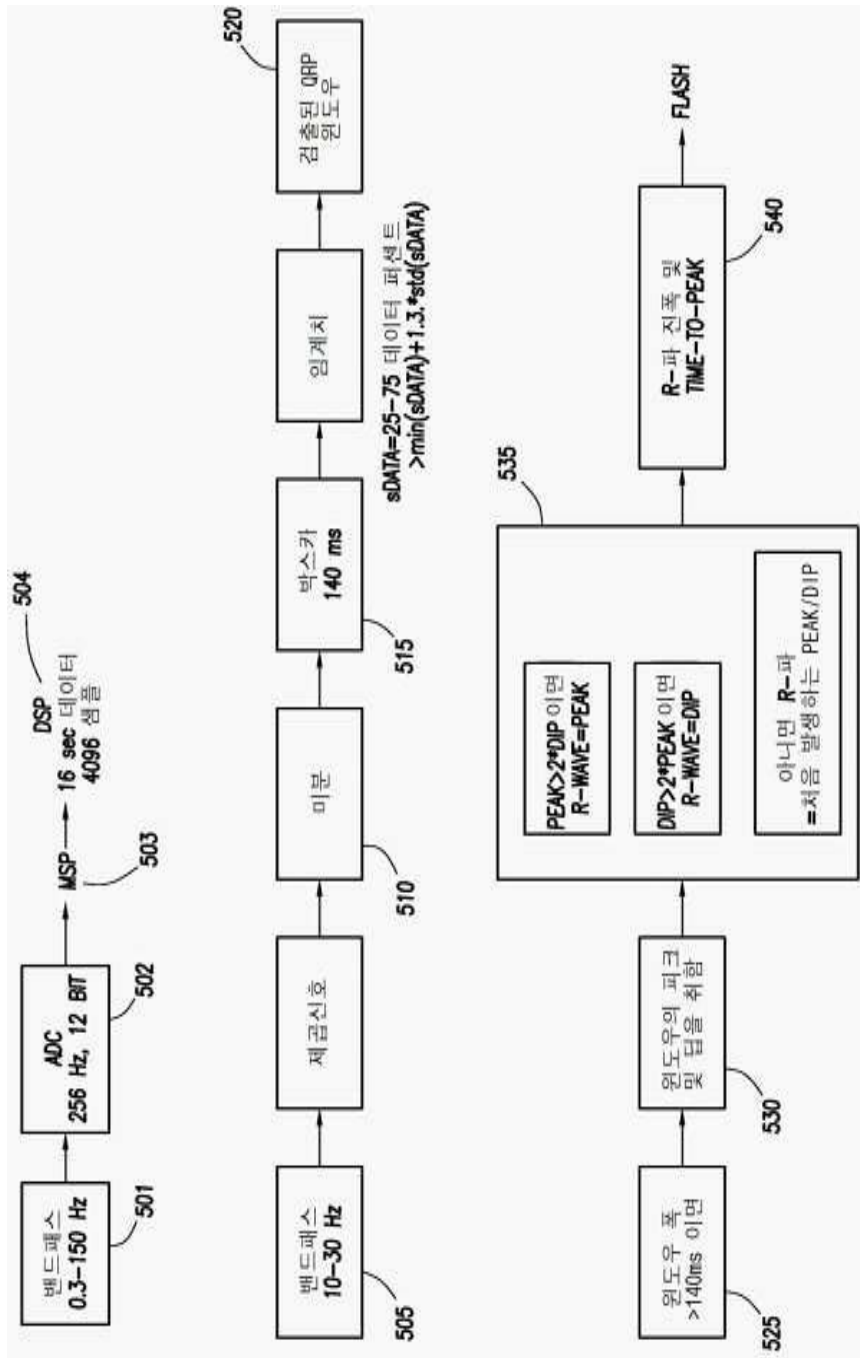 밴드패스
0.3-150 Hz
501
ADC
256 Hz, 12 BIT
502
MSP
503
DSP
504
16 sec 데이터
4096 샘플
밴드패스
10-30 Hz
505
제곱신호
미분
510
박스카
140 ms
515
임계치
sDATA=25-75 데이터 퍼센트
>min(sDATA)+1.3.*std(sDATA)
검출된 QRP
윈도우
520
윈도우 폭
>140ms 이면
525
윈도우의 피크
및 딥을 취함
530
PEAK>2*DIP 이면
R-WAVE=PEAK
DIP>2*PEAK 이면
R-WAVE=DIP
아니면 R-파
=처음 발생하는 PEAK/DIP
535
R-파 진폭 및
TIME-TO-PEAK
540
FLASH